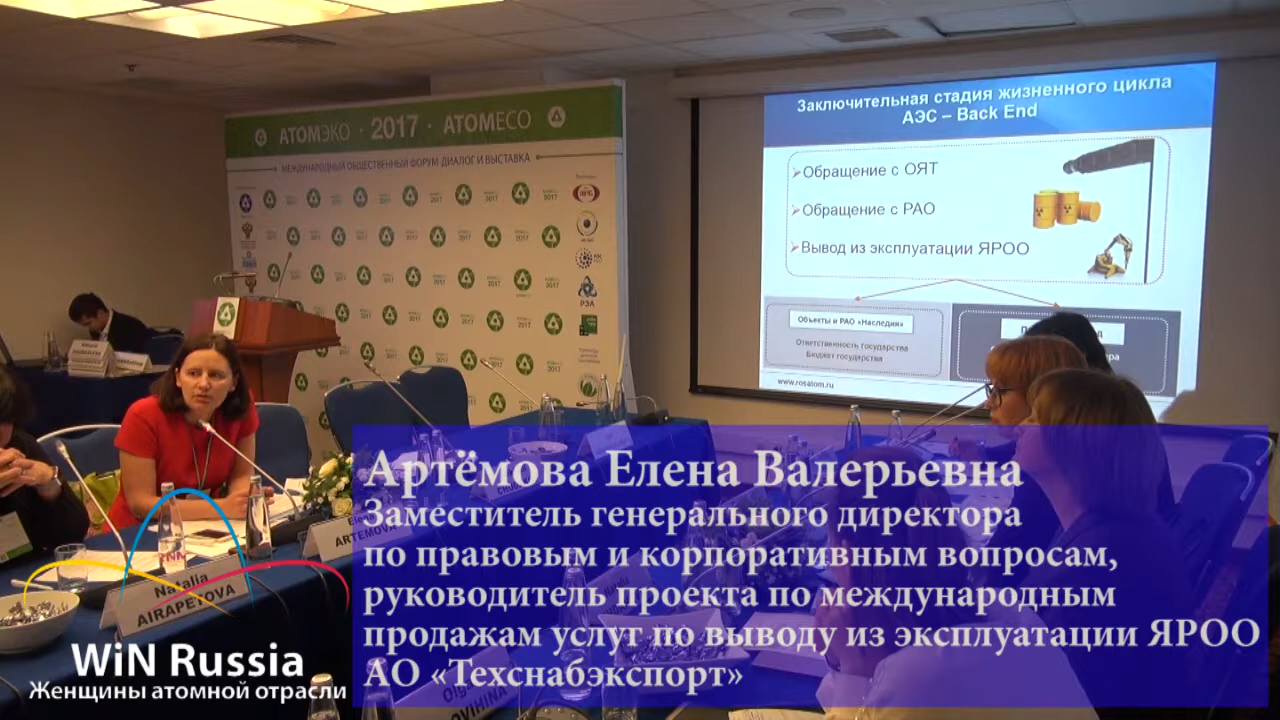 АТОМЭКО · 2017 · ATOMECO
МЕЖДУНАРОДНЫЙ ОБЩЕСТВЕННЫЙ ФОРУМ ДИАЛОГ И ВЫСТАВКА
2017
РЭА
Заключительная стадия жизненного цикла
АЭС – Back End
Обращение с ОЯТ
Обращение с РАО
Вывод из эксплуатации ЯРОО
Объекты и РАО «Наследия»
Ответственность государства
Бюджет государства
www.rosatom.ru
ARTEMOVA
Natalia
AIRAPETOVA
WiN Russia
Женщины атомной отрасли
Артёмова Елена Валерьевна
Заместитель генерального директора
по правовым и корпоративным вопросам,
руководитель проекта по международным
продажам услуг по выводу из эксплуатации ЯРОО
АО «Техснабэкспорт»